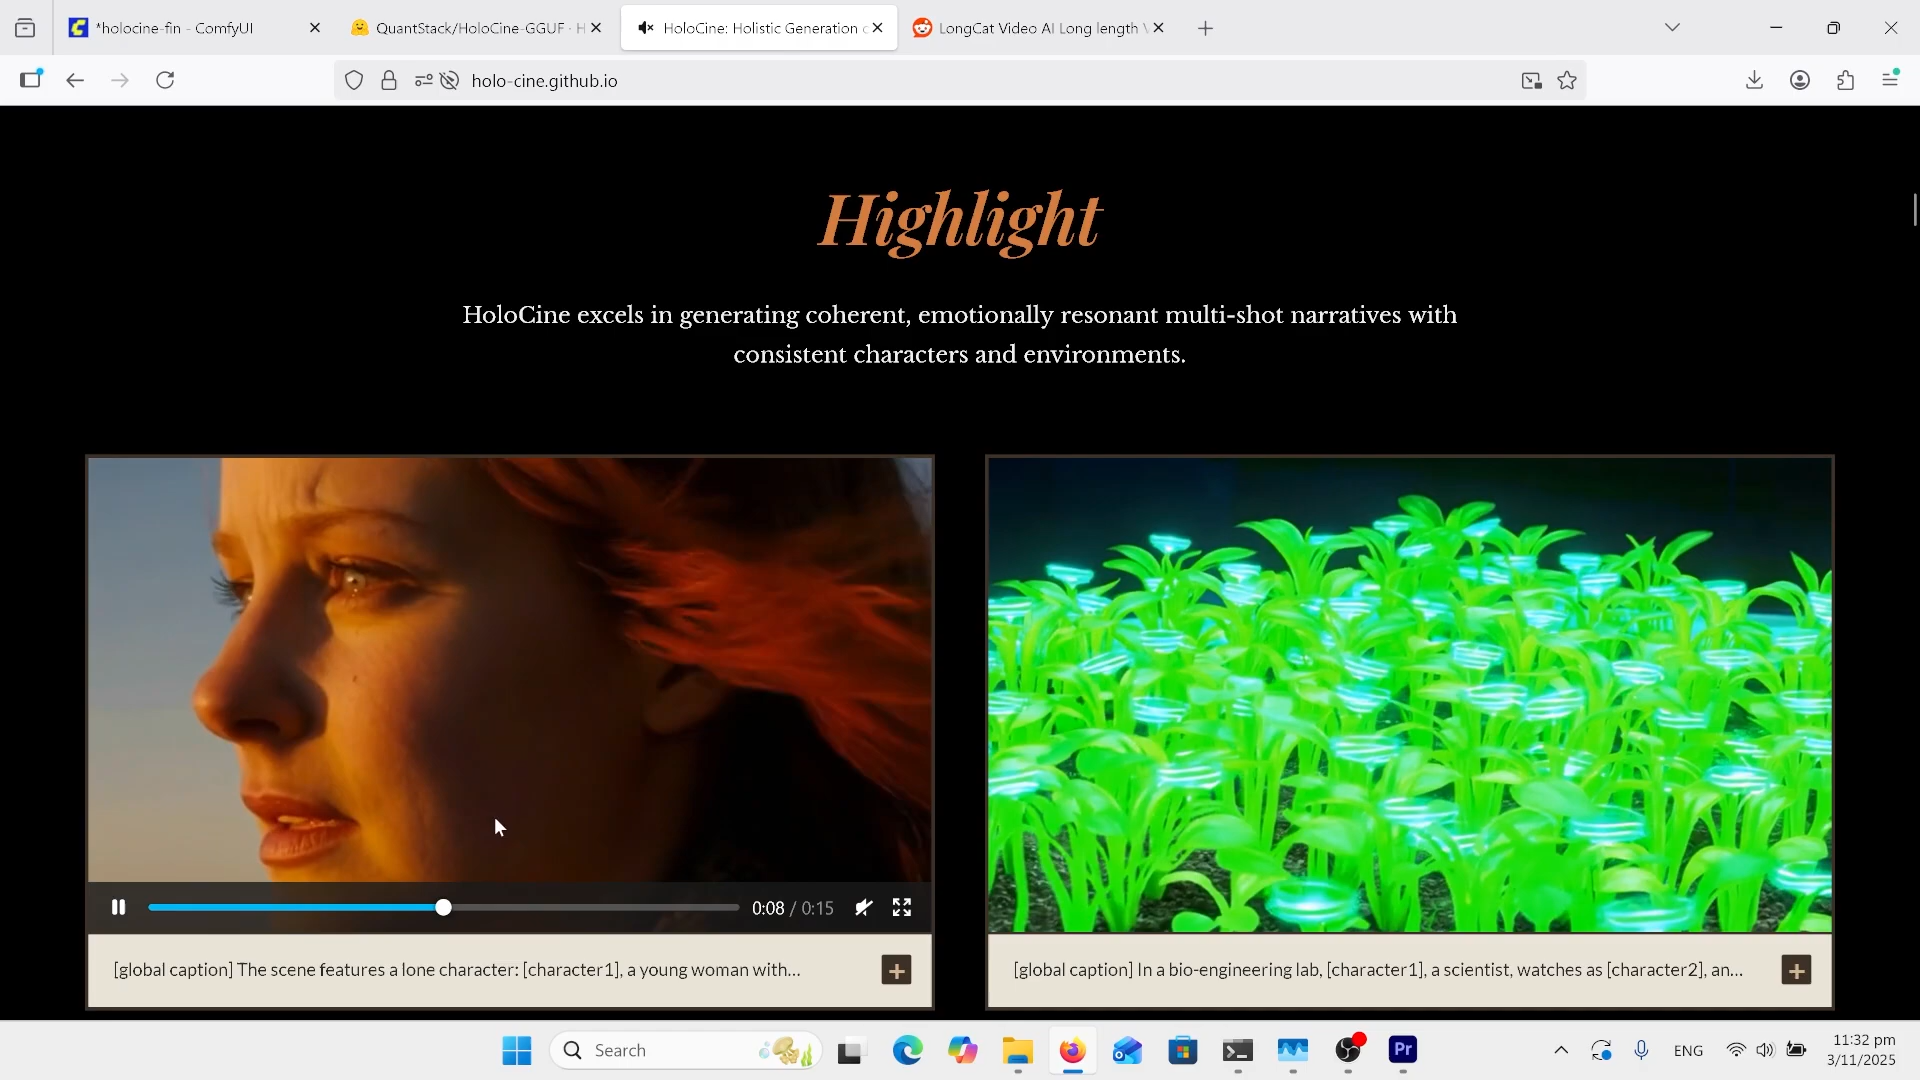 *holocine-fin - ComfyUI
QuantStack/HoloCine-GGUF · H
HoloCine: Holistic Generation
LongCat Video AI Long length
holo-cine.github.io
Highlight
HoloCine excels in generating coherent, emotionally resonant multi-shot narratives with
consistent characters and environments.
0:08 / 0:15
[global caption] The scene features a lone character: [character1], a young woman with...
[global caption] In a bio-engineering lab, [character1], a scientist, watches as [character2], an...
Search
Pr
ENG
11:32 pm
3/11/2025